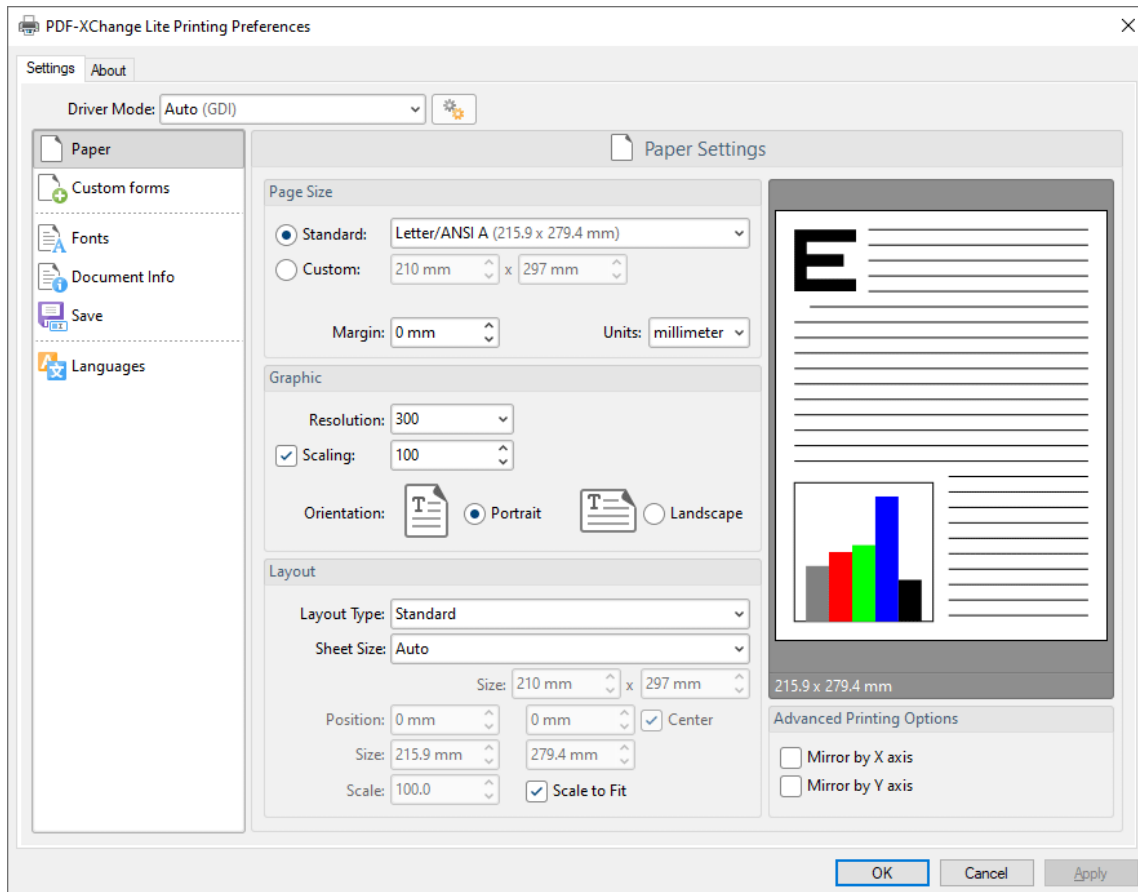 PDF-XChange Lite Printing Preferences
Settings About
Driver Mode: Auto (GDI)
Paper
Custom forms
Fonts
Document Info
Save
Languages
Paper Settings
Page Size
Standard: Letter/ANSI A (215.9 x 279.4 mm)
Custom: 210 mm x 297 mm
Margin: 0 mm Units: millimeter
Graphic
Resolution: 300
Scaling: 100
Orientation: T Portrait T Landscape
Layout
Layout Type: Standard
Sheet Size: Auto
Size: 210 mm x 297 mm
Position: 0 mm 0 mm Center
Size: 215.9 mm 279.4 mm
Scale: 100.0 Scale to Fit
E
215.9 x 279.4 mm
Advanced Printing Options
Mirror by X axis
Mirror by Y axis
OK Cancel Apply